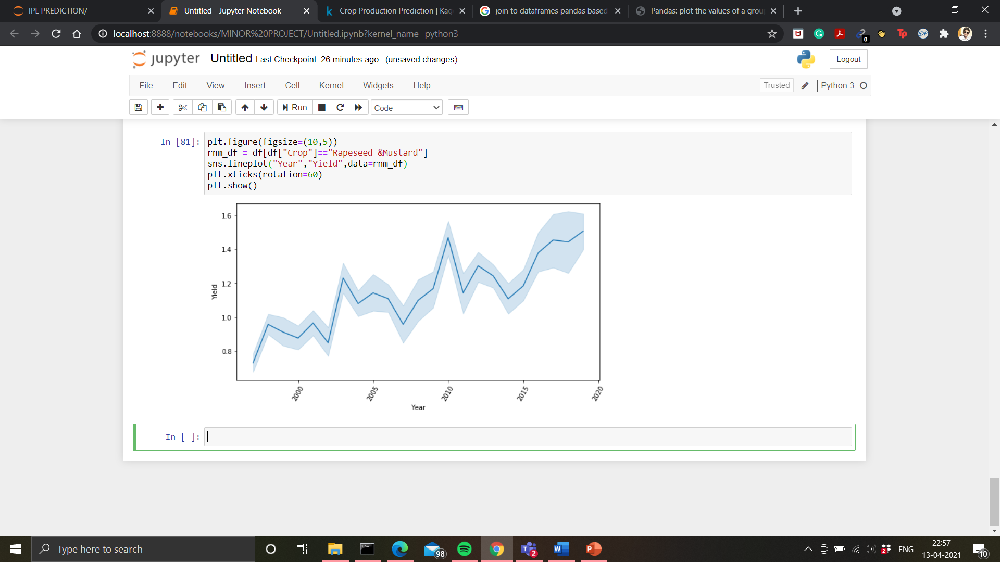 IPL PREDICTION/
Untitled - Jupyter Notebook
Crop Production Prediction | Kag
join to dataframes pandas based
Pandas: plot the values of a grou
localhost:8888/notebooks/MINOR%20PROJECT/Untitled.ipynb?kernel_name=python3
0
Tp
DP
jupyter Untitled Last Checkpoint: 26 minutes ago (unsaved changes)
Logout
File Edit View Insert Cell Kernel Widgets Help
Trusted
Python 3
Run
Code
In [81]:
plt.figure(figsize=(10,5))
rnm_df = df[df["Crop"]=="Rapeseed &Mustard"]
sns.lineplot("Year","Yield",data=rnm_df)
plt.xticks(rotation=60)
plt.show()
1.6
1.4
1.2
1.0
0.8
Yield
2000
2005
2010
2015
2020
Year
In [ ]:
Type here to search
98
2
2
ENG
22:57
13-04-2021
10